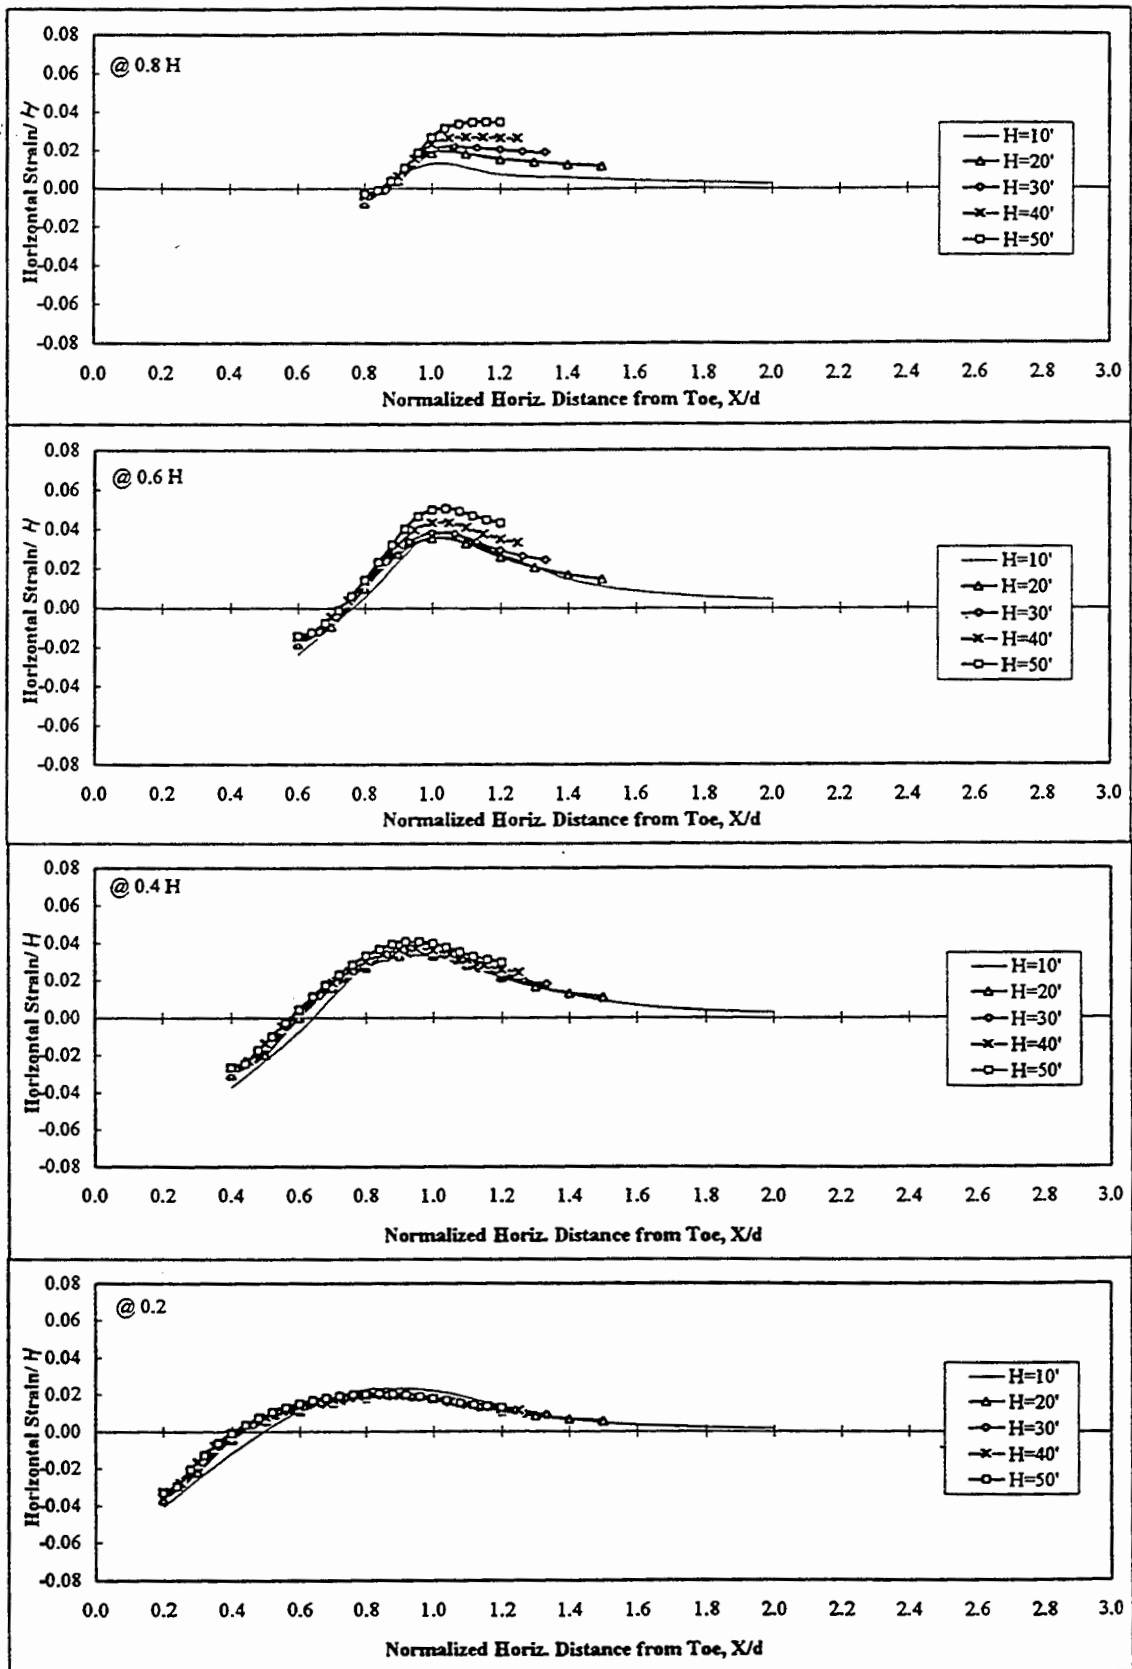 @ 0.8 H
Horizontal Strain/ H
0.08
0.06
0.04
0.02
0.00
-0.02
-0.04
-0.06
-0.08
0.0 0.2 0.4 0.6 0.8 1.0 1.2 1.4 1.6 1.8 2.0 2.2 2.4 2.6 2.8 3.0
Normalized Horiz. Distance from Toe, X/d
H=10'
H=20'
H=30'
H=40'
H=50'
@ 0.6 H
Horizontal Strain/ H
0.08
0.06
0.04
0.02
0.00
-0.02
-0.04
-0.06
-0.08
0.0 0.2 0.4 0.6 0.8 1.0 1.2 1.4 1.6 1.8 2.0 2.2 2.4 2.6 2.8 3.0
Normalized Horiz. Distance from Toe, X/d
H=10'
H=20'
H=30'
H=40'
H=50'
@ 0.4 H
Horizontal Strain/ H
0.08
0.06
0.04
0.02
0.00
-0.02
-0.04
-0.06
-0.08
0.0 0.2 0.4 0.6 0.8 1.0 1.2 1.4 1.6 1.8 2.0 2.2 2.4 2.6 2.8 3.0
Normalized Horiz. Distance from Toe, X/d
H=10'
H=20'
H=30'
H=40'
H=50'
@ 0.2
Horizontal Strain/ H
0.08
0.06
0.04
0.02
0.00
-0.02
-0.04
-0.06
-0.08
0.0 0.2 0.4 0.6 0.8 1.0 1.2 1.4 1.6 1.8 2.0 2.2 2.4 2.6 2.8 3.0
Normalized Horiz. Distance from Toe, X/d
H=10'
H=20'
H=30'
H=40'
H=50'